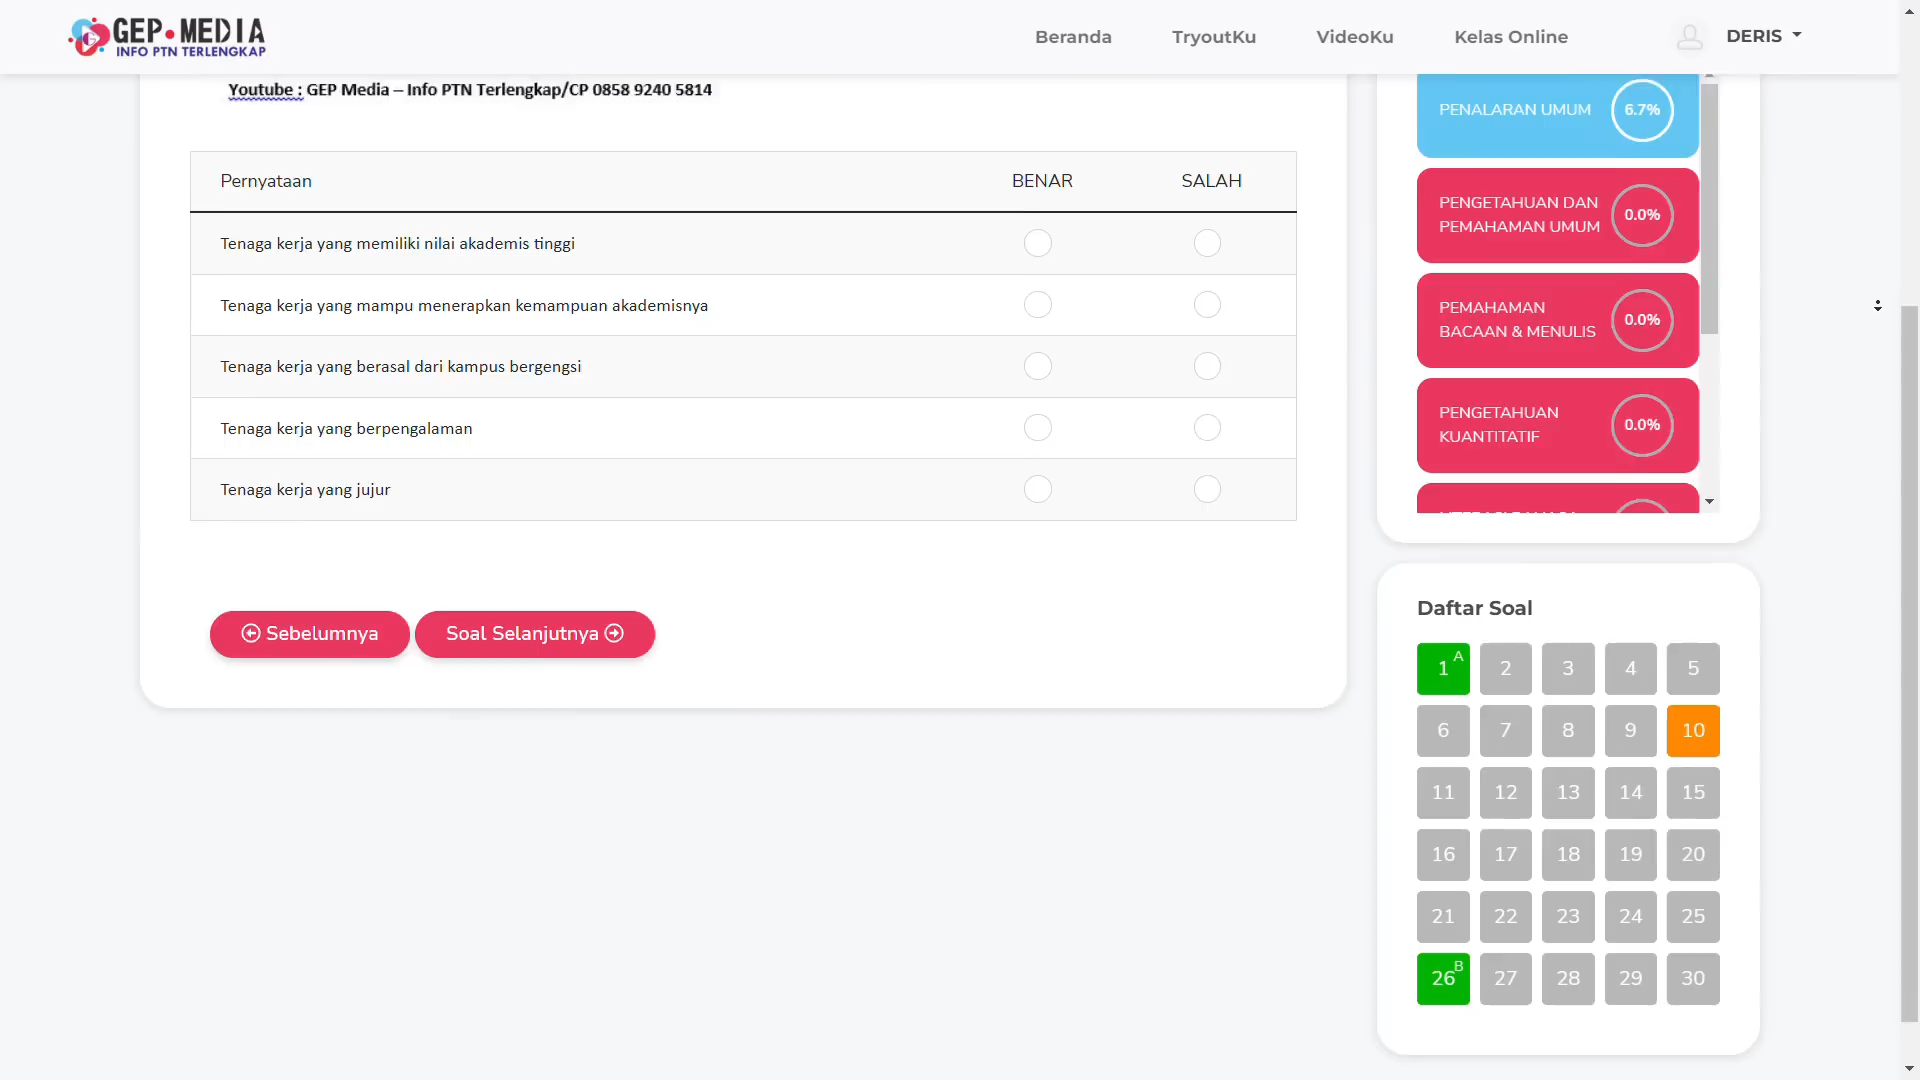 GEP•MEDIA
INFO PTN TERLENGKAP
Beranda
TryoutKu
VideoKu
Kelas Online
DERIS
Youtube : GEP Media – Info PTN Terlengkap/CP 0858 9240 5814
Pernyataan BENAR SALAH
Tenaga kerja yang memiliki nilai akademis tinggi
Tenaga kerja yang mampu menerapkan kemampuan akademisnya
Tenaga kerja yang berasal dari kampus bergengsi
Tenaga kerja yang berpengalaman
Tenaga kerja yang jujur
Sebelumnya
Soal Selanjutnya
PENALARAN UMUM 6.7%
PENGETAHUAN DAN
PEMAHAMAN UMUM
0.0%
PEMAHAMAN
BACAAN & MENULIS
0.0%
PENGETAHUAN
KUANTITATIF
0.0%
Daftar Soal
1 A 2 3 4 5
6 7 8 9 10
11 12 13 14 15
16 17 18 19 20
21 22 23 24 25
26 B 27 28 29 30